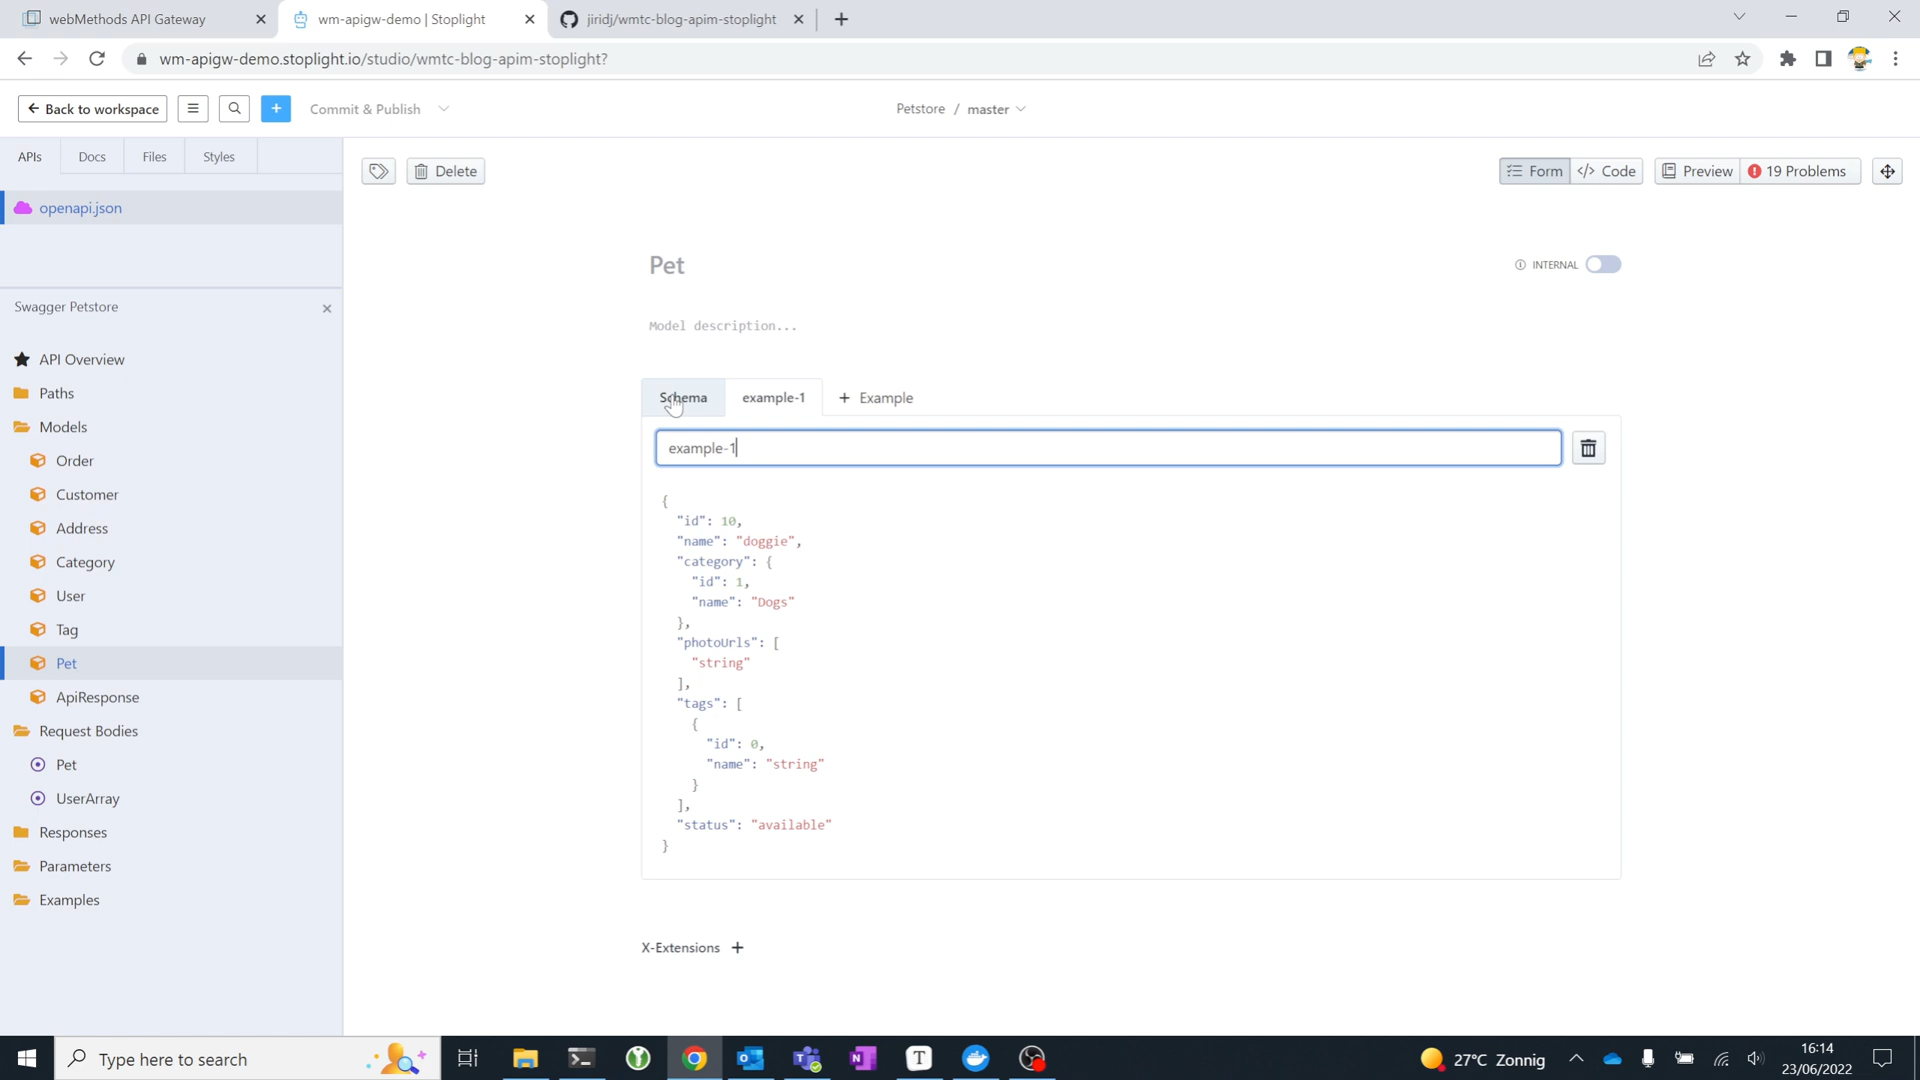 webMethods API Gateway
wm-apigw-demo | Stoplight
jiridj/wmtc-blog-apim-stoplight
wm-apigw-demo.stoplight.io/studio/wmtc-blog-apim-stoplight?
Back to workspace
Commit & Publish
Petstore / master
APIs
Docs
Files
Styles
Delete
Form
</> Code
Preview
19 Problems
openapi.json
Pet
INTERNAL
Swagger Petstore
Model description...
API Overview
Paths
Models
Order
Customer
Address
Category
User
Tag
Pet
ApiResponse
Request Bodies
Pet
UserArray
Responses
Parameters
Examples
Schema
example-1
+ Example
example-1
{
"id": 10,
"name": "doggie",
"category": {
"id": 1,
"name": "Dogs"
},
"photoUrls": [
"string"
],
"tags": [
{
"id": 0,
"name": "string"
}
],
"status": "available"
}
X-Extensions +
Type here to search
27°C Zonnig
16:14
23/06/2022